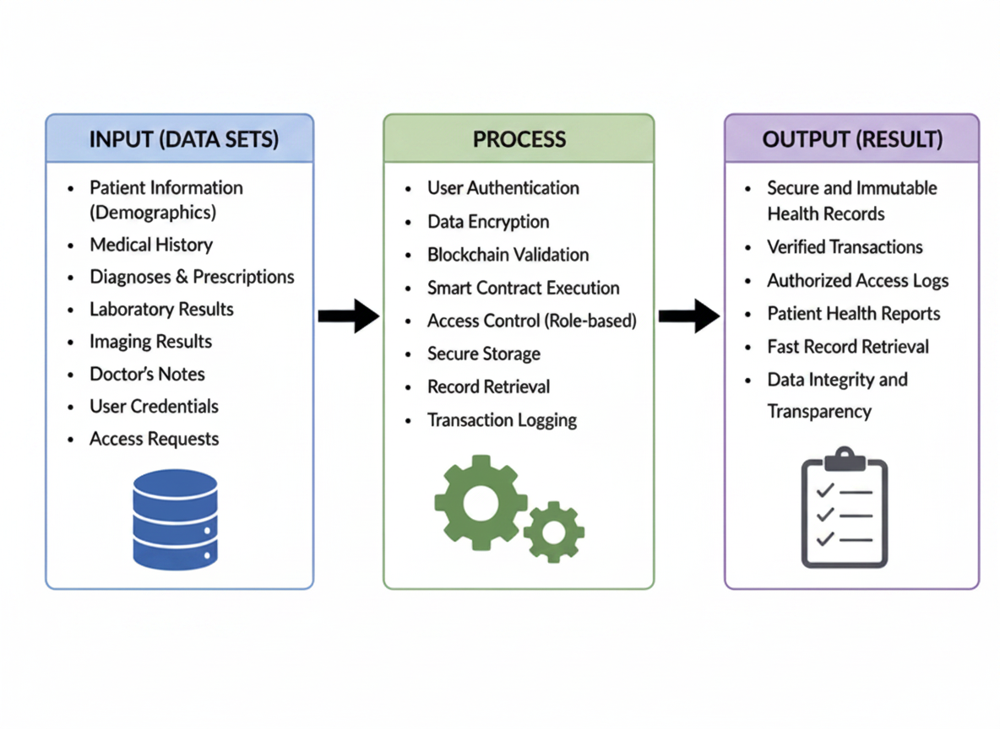 INPUT (DATA SETS)
• Patient Information
(Demographics)
• Medical History
• Diagnoses & Prescriptions
• Laboratory Results
• Imaging Results
• Doctor's Notes
• User Credentials
• Access Requests
PROCESS
• User Authentication
• Data Encryption
• Blockchain Validation
• Smart Contract Execution
• Access Control (Role-based)
• Secure Storage
• Record Retrieval
• Transaction Logging
OUTPUT (RESULT)
• Secure and Immutable
Health Records
• Verified Transactions
• Authorized Access Logs
• Patient Health Reports
• Fast Record Retrieval
• Data Integrity and
Transparency